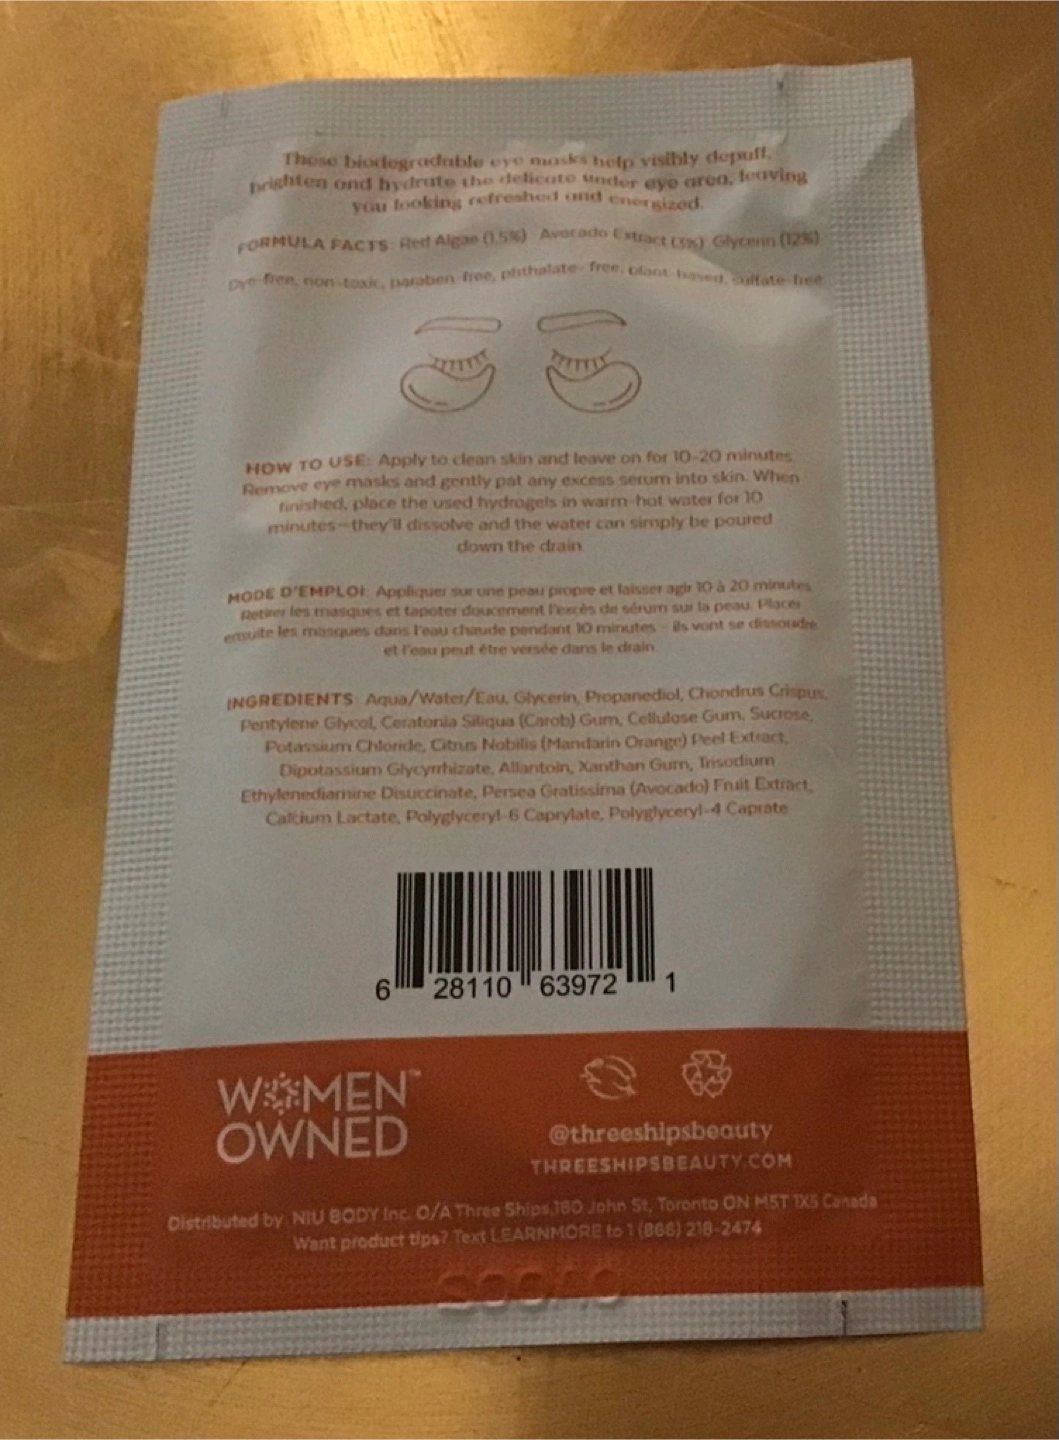 These biodegradable eye masks help visibly depuff,
brighten and hydrate the delicate under eye area, leaving
you looking refreshed and energized.
FORMULA FACTS: Red Algae (1.5%) · Avocado Extract (3%) · Glycerin (12%)
Dye-free, non-toxic, paraben-free, phthalate- free, plant-based, sulfate-free
HOW TO USE: Apply to clean skin and leave on for 10-20 minutes.
Remove eye masks and gently pat any excess serum into skin. When
finished, place the used hydrogels in warm-hot water for 10
minutes—they'll dissolve and the water can simply be poured
down the drain.
MODE D'EMPLOI: Appliquer sur une peau propre et laisser agir 10 à 20 minutes.
Retirer les masques et tapoter doucement l'excès de sérum sur la peau. Placer
ensuite les masques dans l'eau chaude pendant 10 minutes - ils vont se dissoudre
et l'eau peut être versée dans le drain.
INGREDIENTS: Aqua/Water/Eau, Glycerin, Propanediol, Chondrus Crispus,
Pentylene Glycol, Ceratonia Siliqua (Carob) Gum, Cellulose Gum, Sucrose,
Potassium Chloride, Citrus Nobilis (Mandarin Orange) Peel Extract,
Dipotassium Glycyrrhizate, Allantoin, Xanthan Gum, Trisodium
Ethylenediamine Disuccinate, Persea Gratissima (Avocado) Fruit Extract,
Calcium Lactate, Polyglyceryl-6 Caprylate, Polyglyceryl-4 Caprate
6 28110 63972 1
WOMEN™
OWNED
@threeshipsbeauty
THREESHIPSBEAUTY.COM
Distributed by: NIU BODY Inc. O/A Three Ships,180 John St, Toronto ON M5T 1X5 Canada
Want product tips? Text LEARNMORE to 1 (866) 218-2474